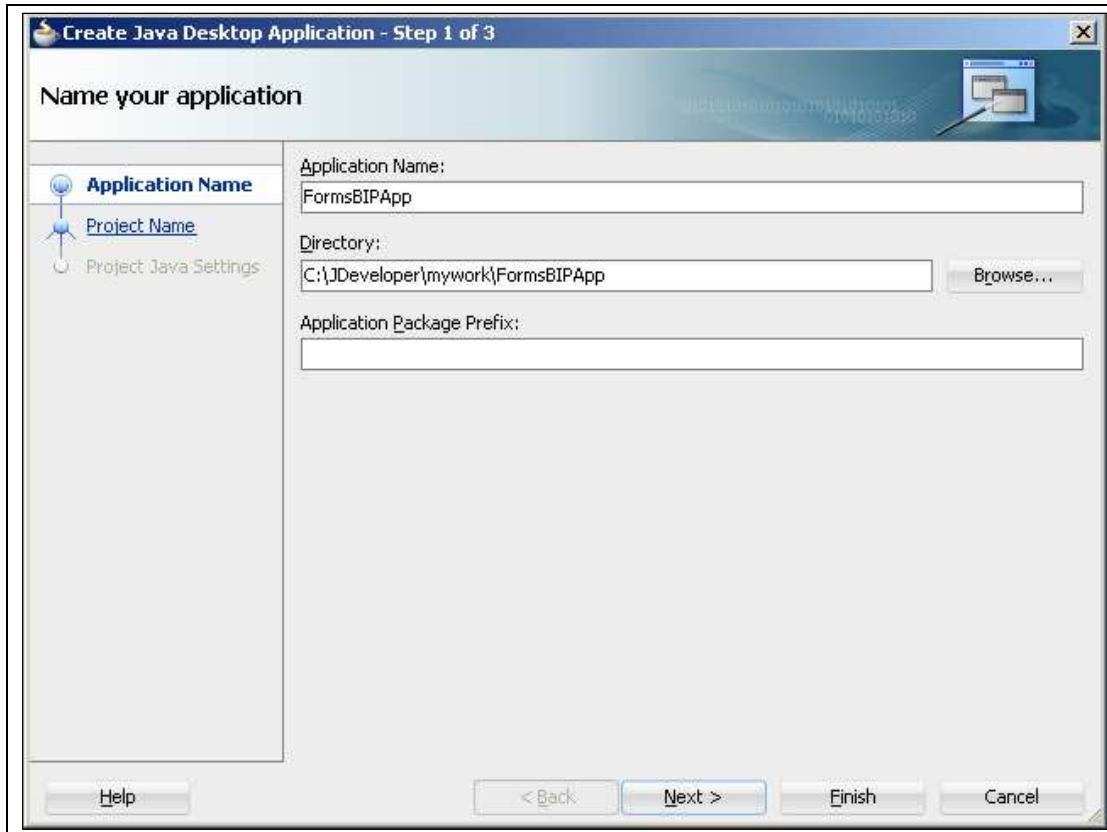 Create Java Desktop Application - Step 1 of 3
Name your application
Application Name
Project Name
Project Java Settings
Application Name:
FormsBIPApp
Directory:
C:\JDeveloper\mywork\FormsBIPApp
Browse...
Application Package Prefix:
Help
< Back
Next >
Finish
Cancel